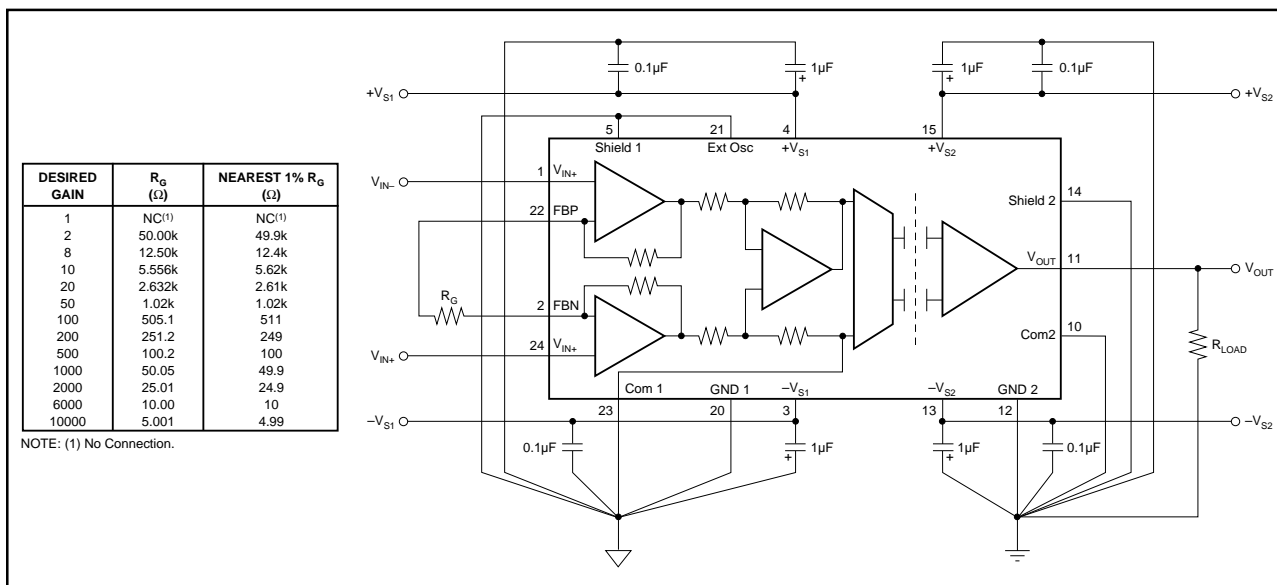 DESIRED GAIN R_G (Ω) NEAREST 1% R_G (Ω)
1 NC(1) NC(1)
2 50.00k 49.9k
8 12.50k 12.4k
10 5.556k 5.62k
20 2.632k 2.61k
50 1.02k 1.02k
100 505.1 511
200 251.2 249
500 100.2 100
1000 50.05 49.9
2000 25.01 24.9
6000 10.00 10
10000 5.001 4.99
NOTE: (1) No Connection.
0.1µF
1µF
+
1µF
+
0.1µF
+V_S1
+V_S2
5
21
4
15
Shield 1
Ext Osc
+V_S1
+V_S2
V_IN–
1
V_IN+
Shield 2
14
22
FBP
V_OUT
11
V_OUT
R_G
2
FBN
24
V_IN+
V_IN+
Com2
10
R_LOAD
Com 1
GND 1
–V_S1
–V_S2
GND 2
23
20
3
13
12
–V_S1
–V_S2
0.1µF
1µF
+
1µF
+
0.1µF